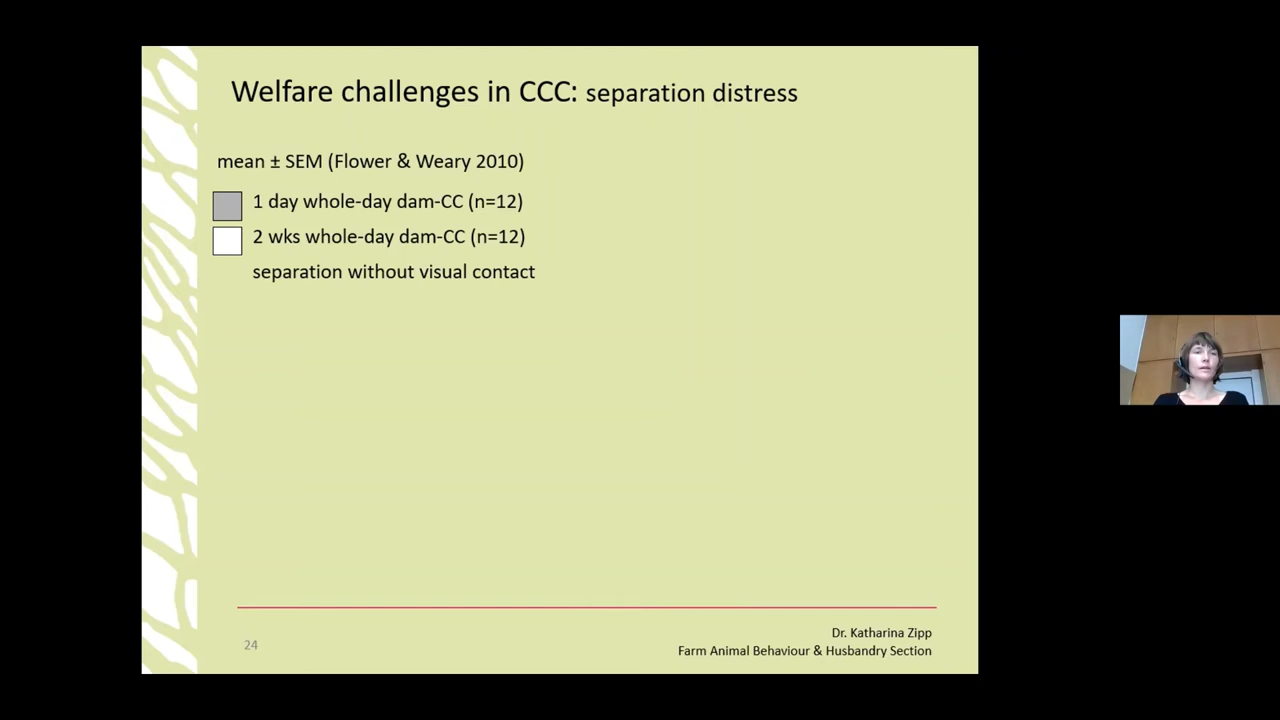 Welfare challenges in CCC: separation distress
mean ± SEM (Flower & Weary 2010)
1 day whole-day dam-CC (n=12)
2 wks whole-day dam-CC (n=12)
separation without visual contact
24
Dr. Katharina Zipp
Farm Animal Behaviour & Husbandry Section